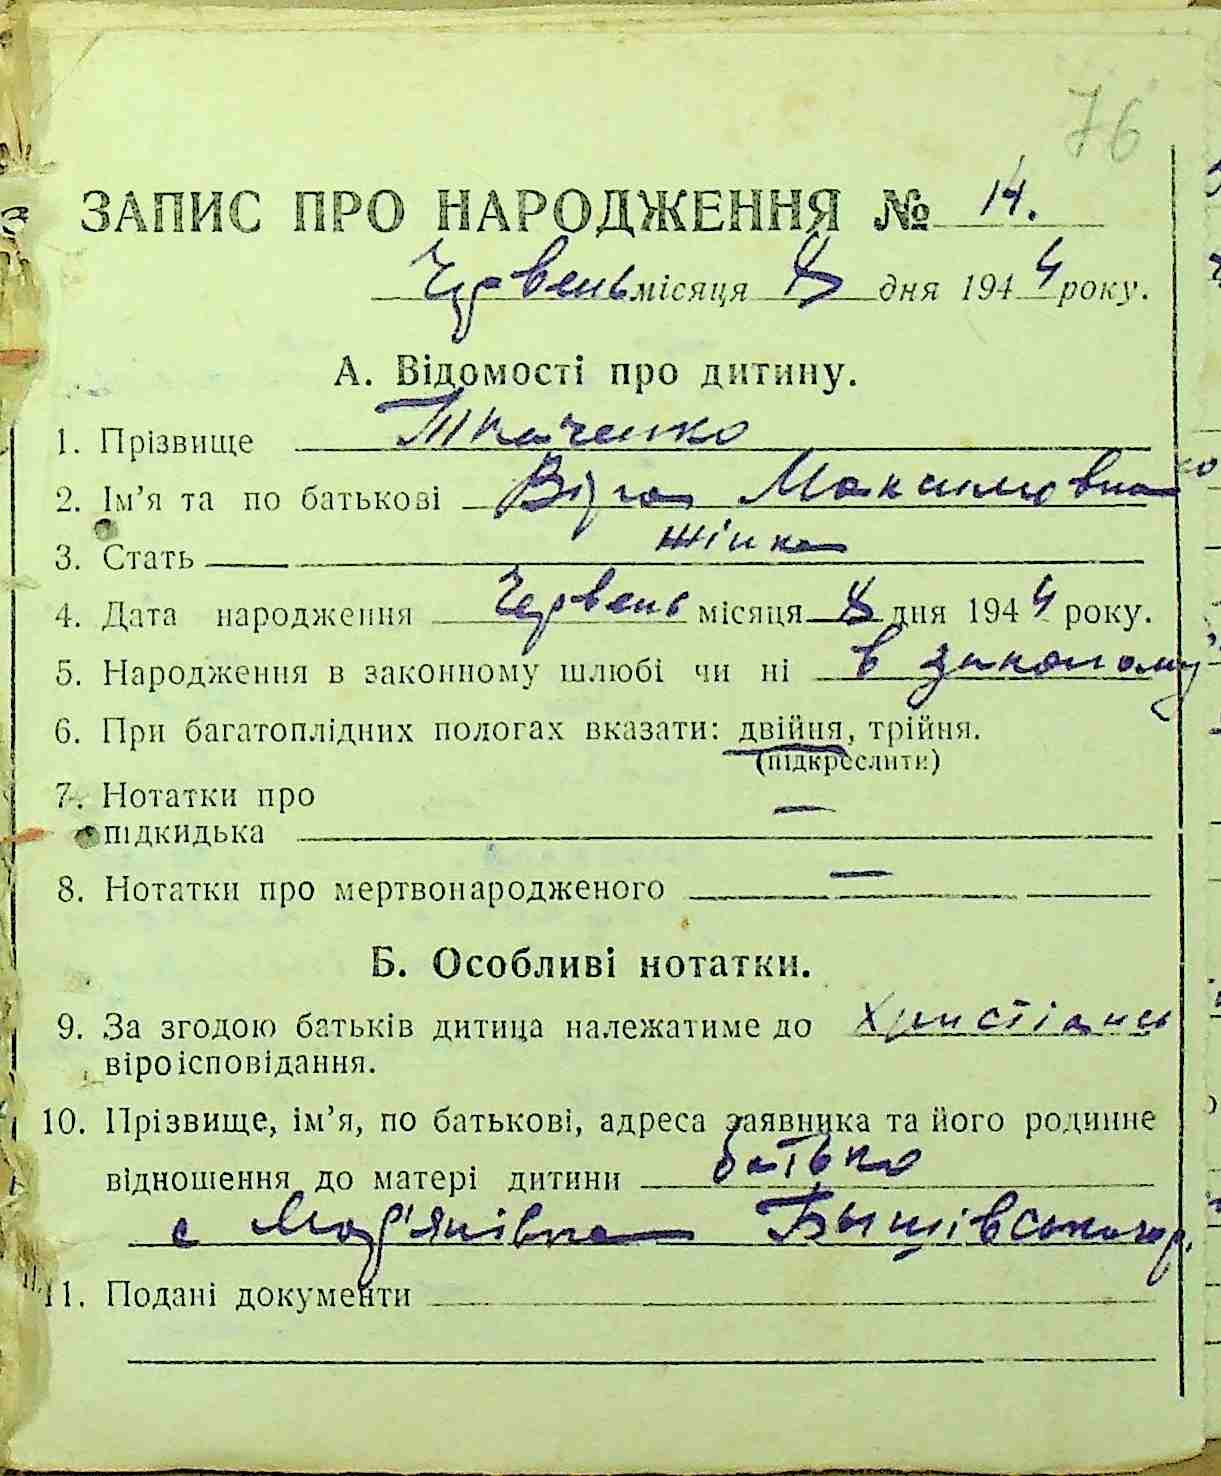 76
ЗАПИС ПРО НАРОДЖЕННЯ № 14.
Червень місяця 8 дня 1944 року.
А. Відомості про дитину.
1. Прізвище Ткаченко
2. Ім’я та по батькові Віра Максимовна
3. Стать жінка
4. Дата народження Червень місяця 8 дня 1944 року.
5. Народження в законному шлюбі чи ні в законому
6. При багатоплідних пологах вказати: двійня, трійня.
(підкреслити)
7. Нотатки про —
підкидька
8. Нотатки про мертвонародженого —
Б. Особливі нотатки.
9. За згодою батьків дитина належатиме до
віроісповідання.
10. Прізвище, ім’я, по батькові, адреса заявника та його родинне
відношення до матері дитини батько
с
11. Подані документи